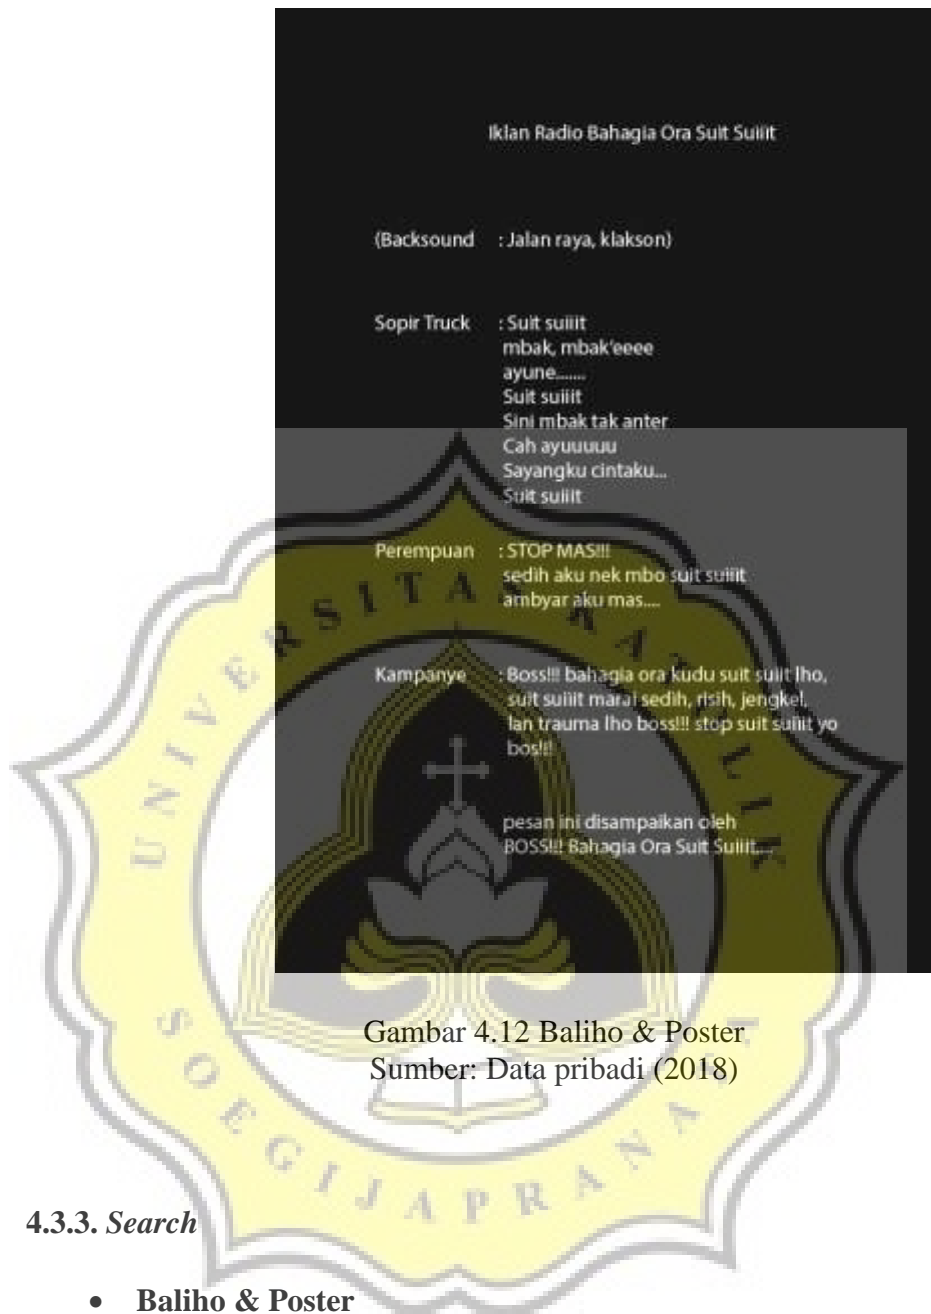 Iklan Radio Bahagia Ora Suit Suiiit
(Backsound : Jalan raya, klakson)
Sopir Truck : Suit suiiit
mbak, mbak'eeee
ayune.......
Suit suiiit
Sini mbak tak anter
Cah ayuuuuu
Sayangku cintaku...
Suit suiiit
Perempuan : STOP MAS!!!
sedih aku nek mbo suit suiiit
ambyar aku mas....
Kampanye : Boss!!! bahagia ora kudu suit suiit lho,
suit suiiit marai sedih, risih, jengkel,
lan trauma lho boss!!! stop suit suiiit yo
bos!!!
pesan ini disampaikan oleh
BOSS!!! Bahagia Ora Suit Suiiit....
UNIVERSITAS KATOLIK
SOEGIJAPRANATA
Gambar 4.12 Baliho & Poster
Sumber: Data pribadi (2018)
4.3.3. Search
• Baliho & Poster